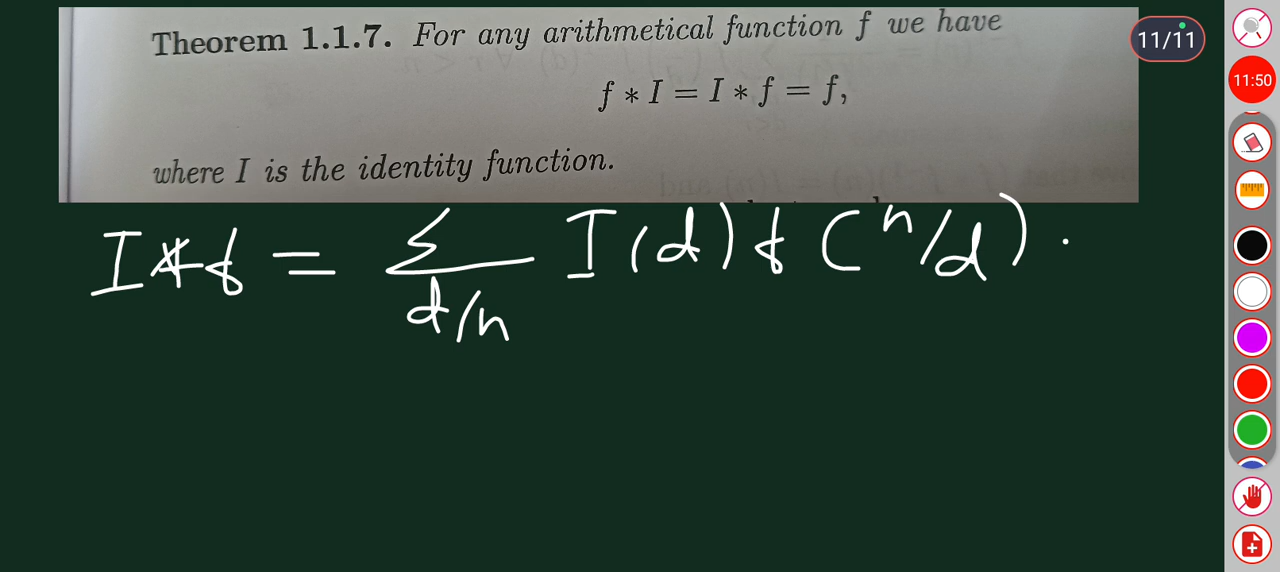 Theorem 1.1.7. For any arithmetical function f we have
11/11
f * I = I * f = f,
11:50
where I is the identity function.
I * f = Σ I(d) f(n/d).
d/n